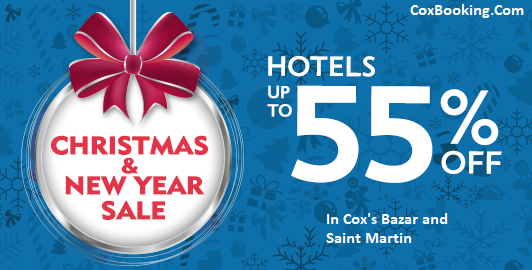 CoxBooking.Com
CHRISTMAS
&
NEW YEAR
SALE
HOTELS
UP
TO
55%
OFF
In Cox's Bazar and
Saint Martin